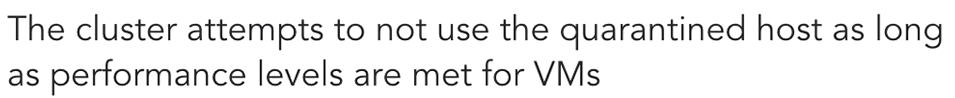 The cluster attempts to not use the quarantined host as long
as performance levels are met for VMs